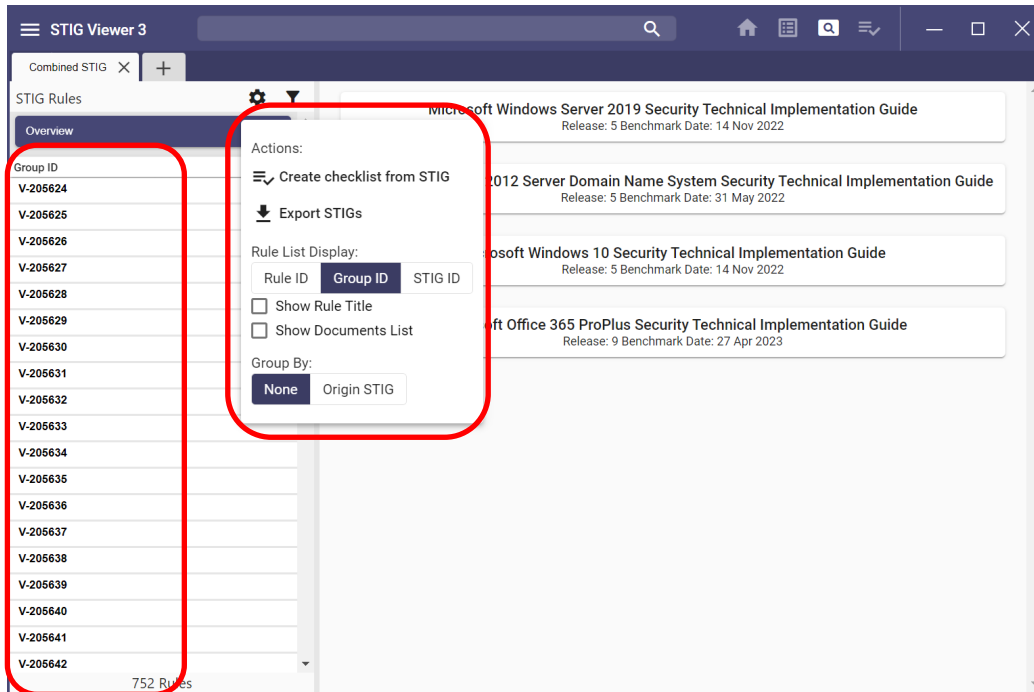 STIG Viewer 3
Combined STIG
STIG Rules
Overview
Group ID
V-205624
V-205625
V-205626
V-205627
V-205628
V-205629
V-205630
V-205631
V-205632
V-205633
V-205634
V-205635
V-205636
V-205637
V-205638
V-205639
V-205640
V-205641
V-205642
752 Rules
Actions:
Create checklist from STIG
Export STIGs
Rule List Display:
Rule ID Group ID STIG ID
Show Rule Title
Show Documents List
Group By:
None Origin STIG
Microsoft Windows Server 2019 Security Technical Implementation Guide
Release: 5 Benchmark Date: 14 Nov 2022
2012 Server Domain Name System Security Technical Implementation Guide
Release: 5 Benchmark Date: 31 May 2022
Windows 10 Security Technical Implementation Guide
Release: 5 Benchmark Date: 14 Nov 2022
Office 365 ProPlus Security Technical Implementation Guide
Release: 9 Benchmark Date: 27 Apr 2023